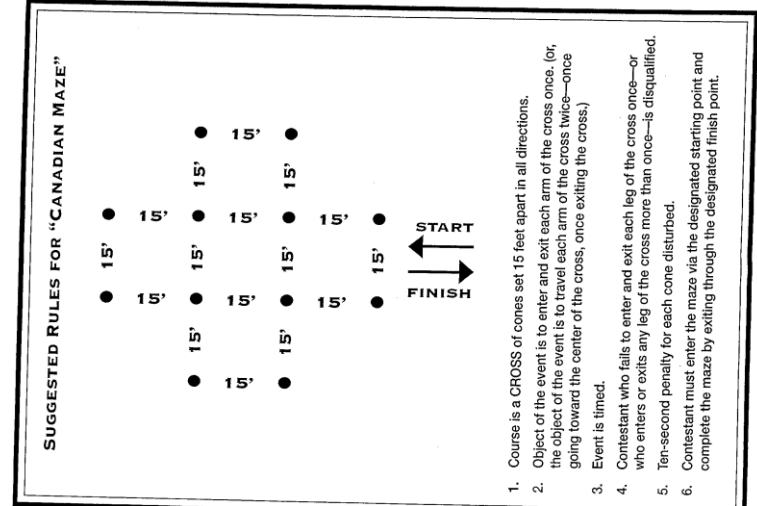 SUGGESTED RULES FOR "CANADIAN MAZE"
15'
15' 15'
15' 15' 15'
15' 15'
15' 15' 15'
15' 15'
15'
FINISH START
1. Course is a CROSS of cones set 15 feet apart in all directions.
2. Object of the event is to enter and exit each arm of the cross once. (or,
the object of the event is to travel each arm of the cross twice—once
going toward the center of the cross, once exiting the cross.)
3. Event is timed.
4. Contestant who fails to enter and exit each leg of the cross once—or
who enters or exits any leg of the cross more than once—is disqualified.
5. Ten-second penalty for each cone disturbed.
6. Contestant must enter the maze via the designated starting point and
complete the maze by exiting through the designated finish point.